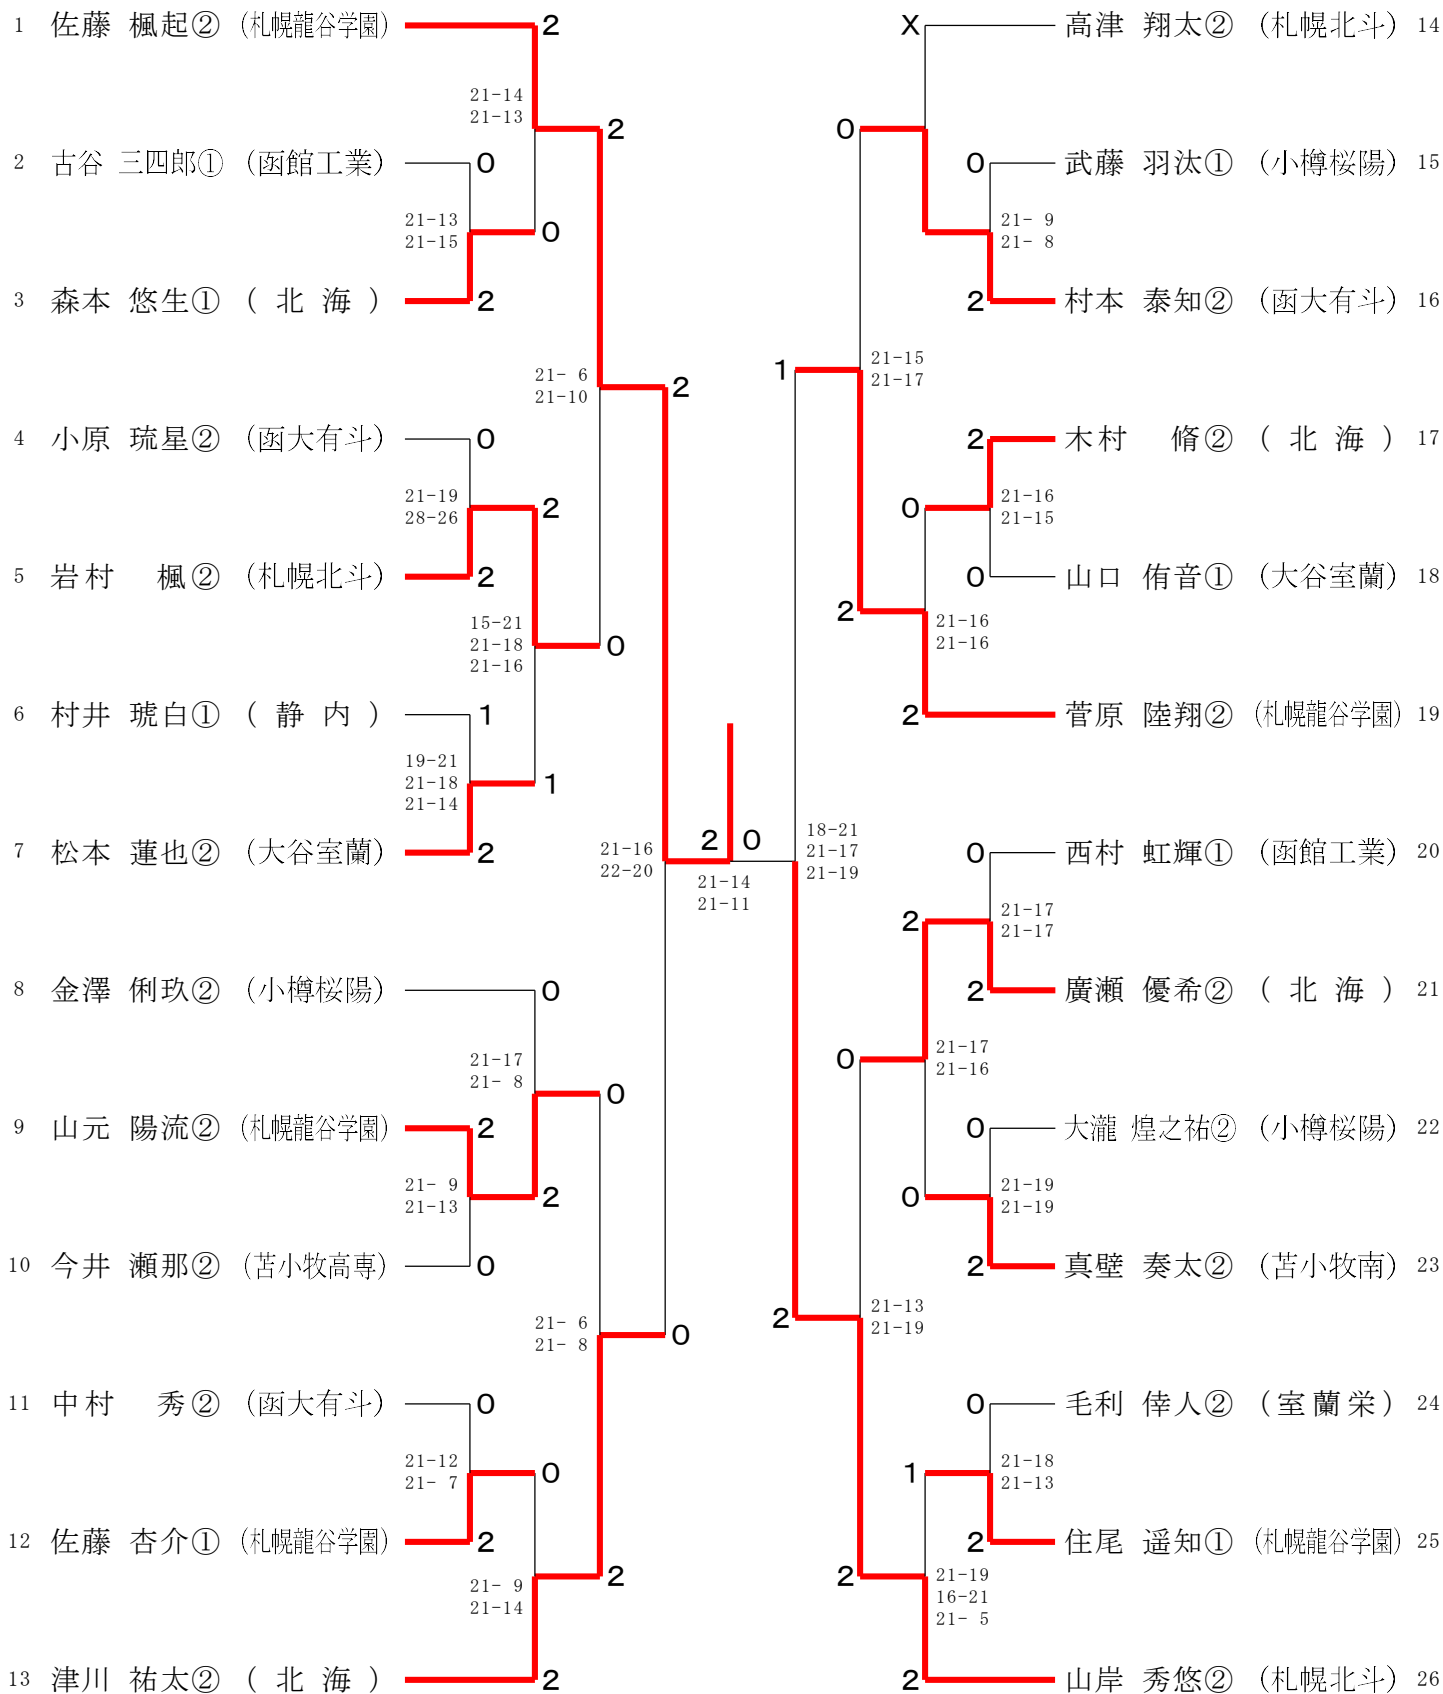 1 佐藤 楓起② (札幌龍谷学園) 2
21-14
21-13
2
2 古谷 三四郎① (函館工業) 0
21-13
21-15
0
3 森本 悠生① ( 北 海 ) 2
21- 6
21-10
2
4 小原 琉星② (函大有斗) 0
21-19
28-26
2
5 岩村 楓② (札幌北斗) 2
15-21
21-18
21-16
0
6 村井 琥白① ( 静 内 ) 1
19-21
21-18
21-14
1
7 松本 蓮也② (大谷室蘭) 2
21-16
22-20
2 0
21-14
21-11
8 金澤 俐玖② (小樽桜陽) 0
21-17
21- 8
0
9 山元 陽流② (札幌龍谷学園) 2
21- 9
21-13
2
10 今井 瀬那② (苫小牧高専) 0
21- 6
21- 8
0
11 中村 秀② (函大有斗) 0
21-12
21- 7
0
12 佐藤 杏介① (札幌龍谷学園) 2
21- 9
21-14
2
13 津川 祐太② ( 北 海 ) 2
X 高津 翔太② (札幌北斗) 14
0
0 武藤 羽汰① (小樽桜陽) 15
21- 9
21- 8
2 村本 泰知② (函大有斗) 16
1
21-15
21-17
2 木村 脩② ( 北 海 ) 17
0
21-16
21-15
0 山口 侑音① (大谷室蘭) 18
2
21-16
21-16
2 菅原 陸翔② (札幌龍谷学園) 19
18-21
21-17
21-19
0 西村 虹輝① (函館工業) 20
2
21-17
21-17
2 廣瀬 優希② ( 北 海 ) 21
0
21-17
21-16
0 大瀧 煌之祐② (小樽桜陽) 22
0
21-19
21-19
2 真壁 奏太② (苫小牧南) 23
2
21-13
21-19
0 毛利 倖人② (室蘭栄) 24
1
21-18
21-13
2 住尾 遥知① (札幌龍谷学園) 25
2
21-19
16-21
21- 5
2 山岸 秀悠② (札幌北斗) 26